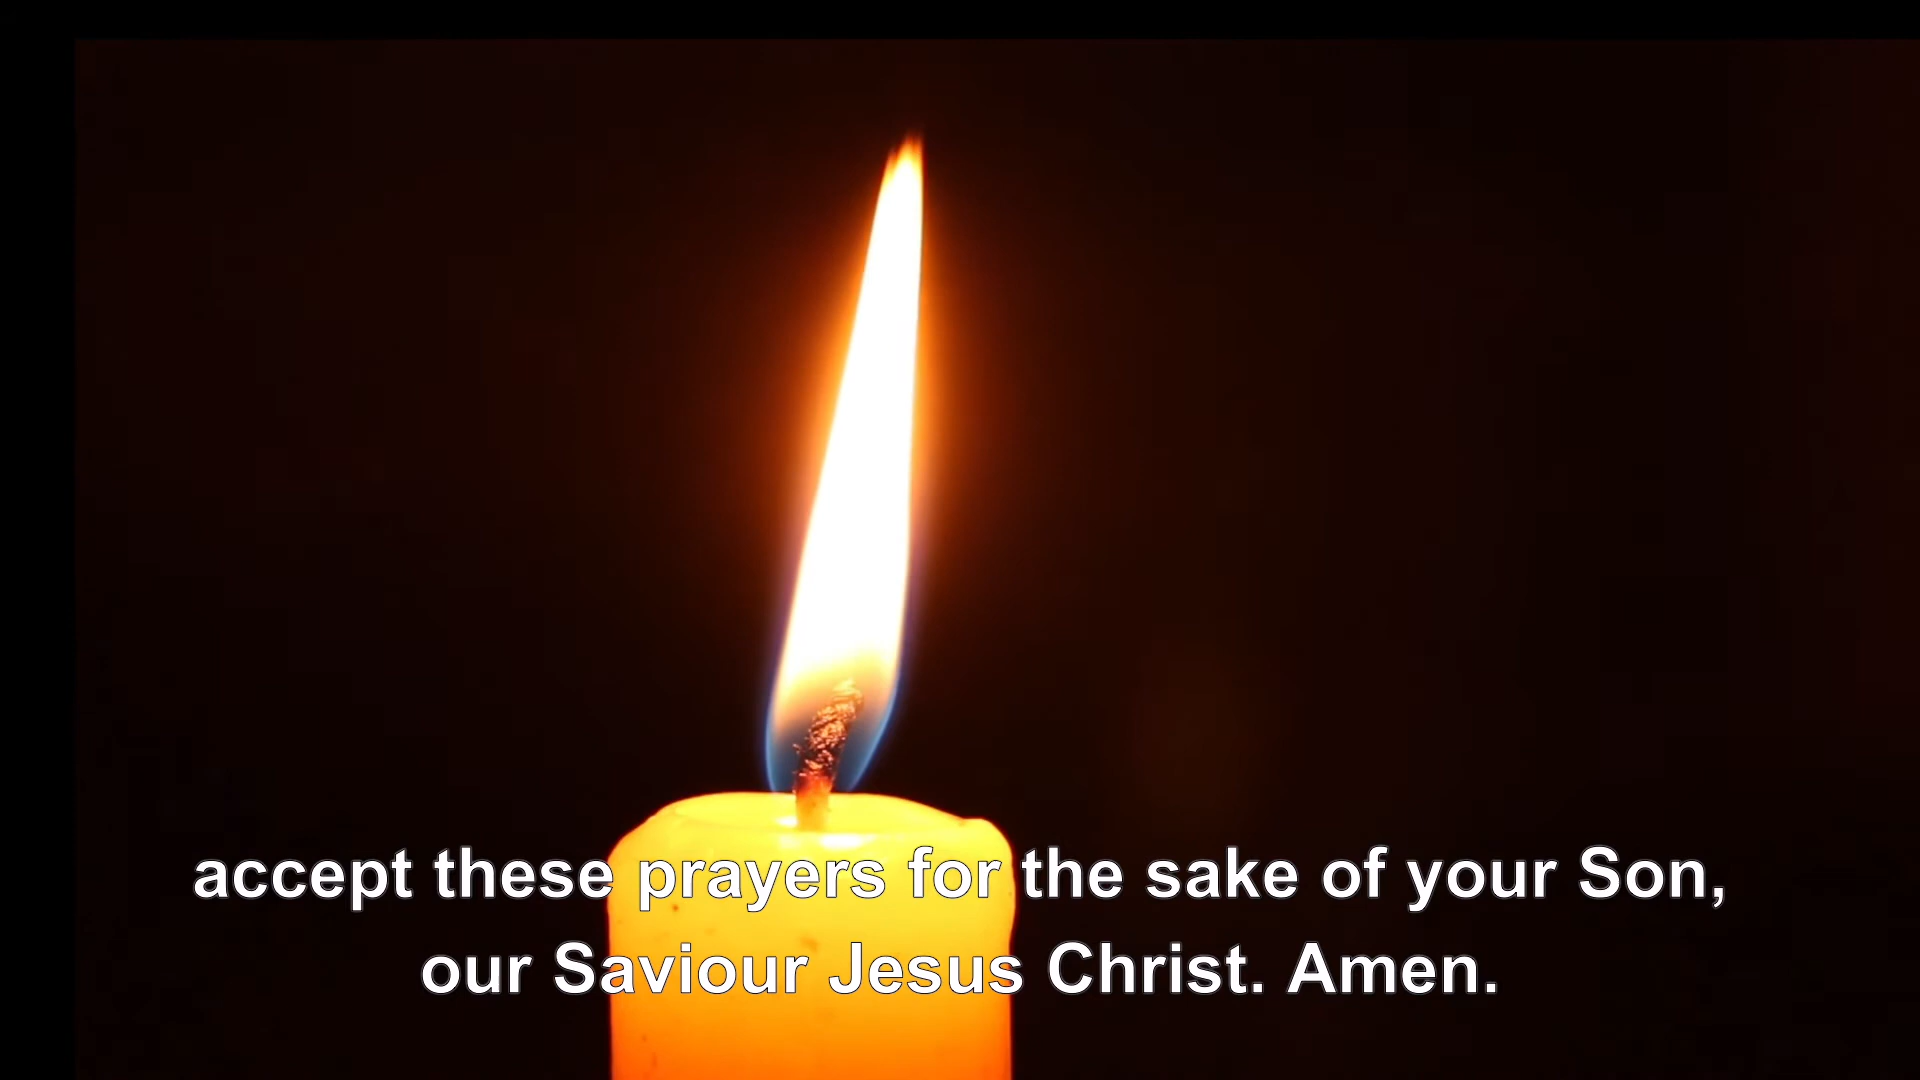 accept these prayers for the sake of your Son,
our Saviour Jesus Christ. Amen.